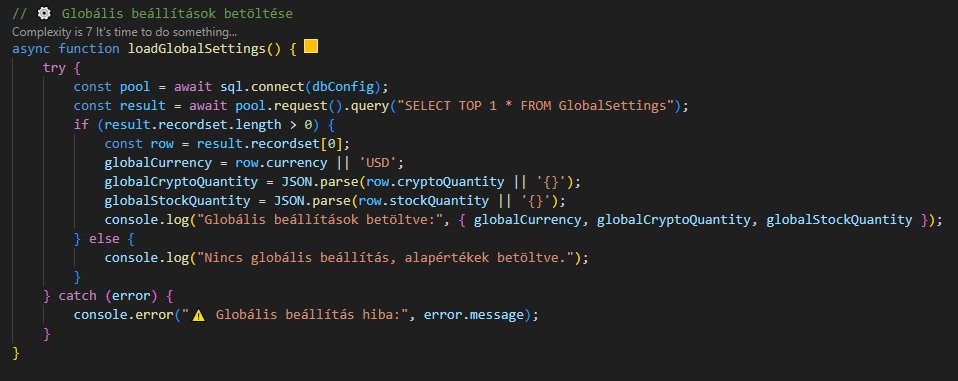 // ⚙️ Globális beállítások betöltése
Complexity is 7 It's time to do something...
async function loadGlobalSettings() {
    try {
        const pool = await sql.connect(dbConfig);
        const result = await pool.request().query("SELECT TOP 1 * FROM GlobalSettings");
        if (result.recordset.length > 0) {
            const row = result.recordset[0];
            globalCurrency = row.currency || 'USD';
            globalCryptoQuantity = JSON.parse(row.cryptoQuantity || '{}');
            globalStockQuantity = JSON.parse(row.stockQuantity || '{}');
            console.log("Globális beállítások betöltve:", { globalCurrency, globalCryptoQuantity, globalStockQuantity });
        } else {
            console.log("Nincs globális beállítás, alapértékek betöltve.");
        }
    } catch (error) {
        console.error("⚠️ Globális beállítás hiba:", error.message);
    }
}